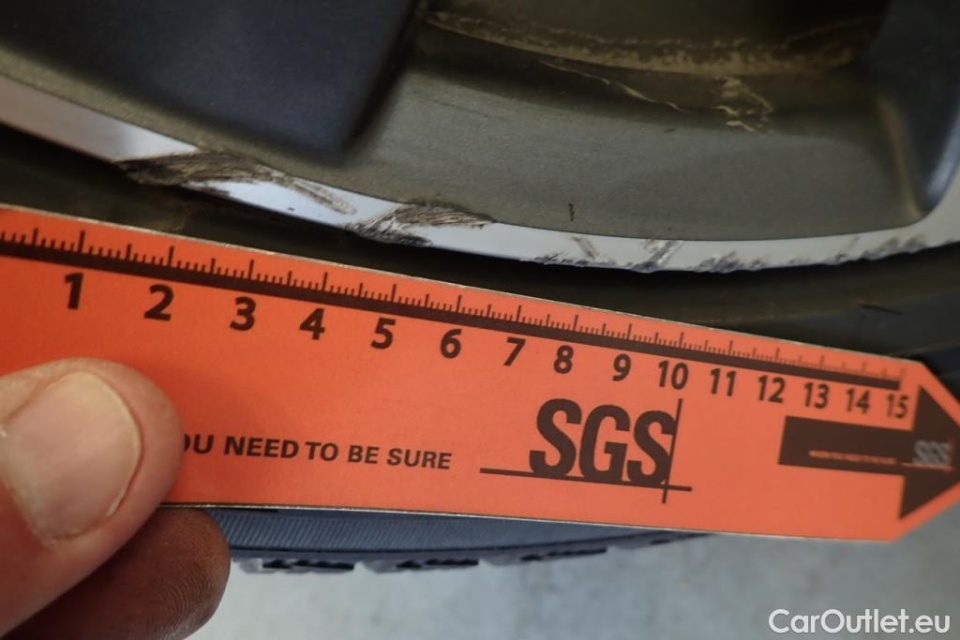 1 2 3 4 5 6 7 8 9 10 11 12 13 14 15
OU NEED TO BE SURE
SGS
SGS
CarOutlet.eu